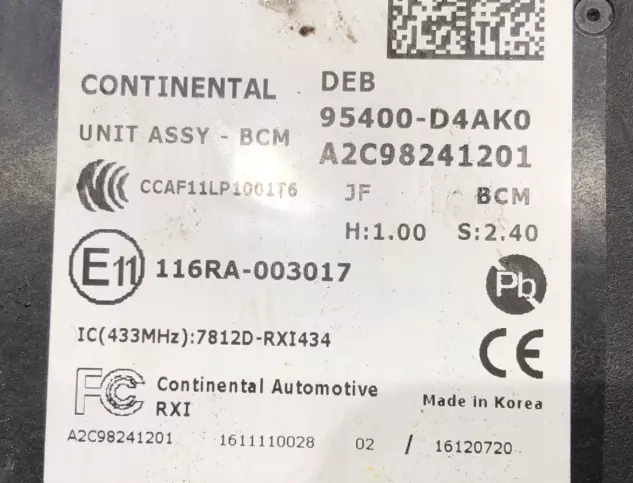 CONTINENTAL
DEB
95400-D4AK0
UNIT ASSY - BCM
A2C98241201
CCAF11LP1001T6
JF BCM
H:1.00 S:2.40
E11 116RA-003017
Pb
IC(433MHz):7812D-RXI434
CE
FC Continental Automotive
RXI
Made in Korea
A2C98241201 1611110028 02 / 16120720